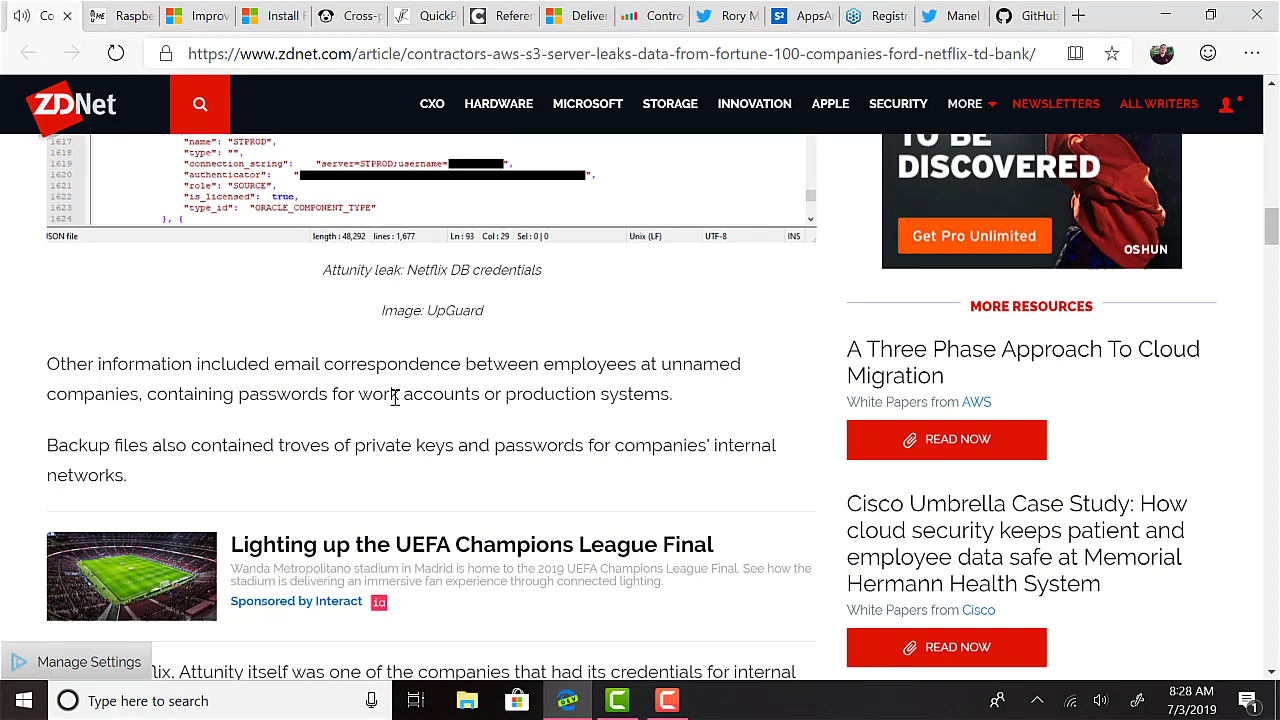 Co
Raspbe
Improv
Install F
Cross-p
QuickP
Referer
Deliver
Contro
Rory M
AppsAr
Registr
Manel
GitHub
https://www.zdnet.com/article/contractors-aws-s3-server-leaks-data-from-fortune-100-companies-ford-netflix-td-bank/
ZDNet
CXO HARDWARE MICROSOFT STORAGE INNOVATION APPLE SECURITY MORE NEWSLETTERS ALL WRITERS
1617 "name": "STPROD",
1618 "type": "",
1619 "connection_string": "server=STPROD;username=
",
1620 "authenticator": "
",
1621 "role": "SOURCE",
1622 "is_licensed": true,
1623 "type_id": "ORACLE_COMPONENT_TYPE"
1624 }, {
JSON file length : 48,292 lines : 1,677 Ln : 93 Col : 29 Sel : 0 | 0 Unix (LF) UTF-8 INS
Attunity leak: Netflix DB credentials
Image: UpGuard
Other information included email correspondence between employees at unnamed
companies, containing passwords for work accounts or production systems.
Backup files also contained troves of private keys and passwords for companies' internal
networks.
Lighting up the UEFA Champions League Final
Wanda Metropolitano stadium in Madrid is home to the 2019 UEFA Champions League Final. See how the
stadium is delivering an immersive fan experience through connected lighting.
Sponsored by Interact ia
flix, Attunity itself was one of the companies that had its credentials for internal
Manage Settings
TO BE
DISCOVERED
Get Pro Unlimited
OSHUN
MORE RESOURCES
A Three Phase Approach To Cloud
Migration
White Papers from AWS
READ NOW
Cisco Umbrella Case Study: How
cloud security keeps patient and
employee data safe at Memorial
Hermann Health System
White Papers from Cisco
READ NOW
Type here to search
DEV
8:28 AM
7/3/2019
1